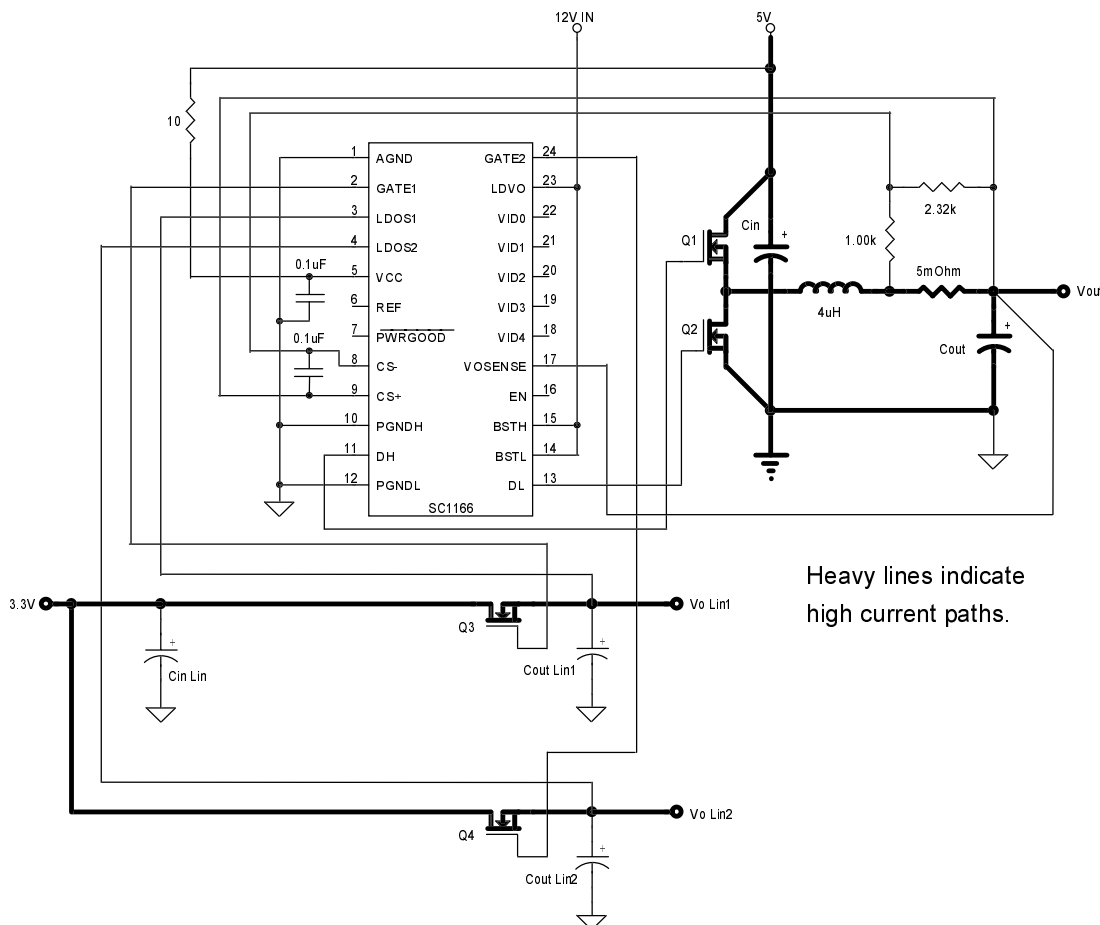 12V IN
5V
10
1 AGND
GATE2 24
2 GATE1
LDVO 23
3 LDOS1
VID0 22
4 LDOS2
VID1 21
0.1uF
5 VCC
VID2 20
6 REF
VID3 19
7 PWRGOOD
VID4 18
0.1uF
8 CS-
VOSENSE 17
9 CS+
EN 16
10 PGNDH
BSTH 15
11 DH
BSTL 14
12 PGNDL
DL 13
SC1166
Q1
Cin
+
1.00k
2.32k
5mOhm
4uH
Vout
Q2
Cout
+
Heavy lines indicate
high current paths.
3.3V
Q3
Vo Lin1
+
Cin Lin
+
Cout Lin1
Q4
Vo Lin2
+
Cout Lin2